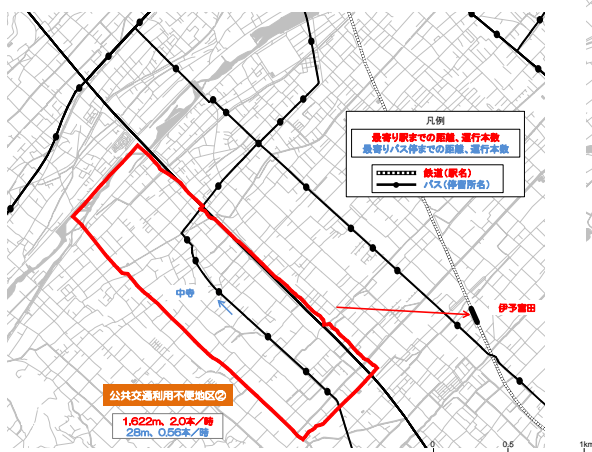 凡例
最寄り駅までの距離、運行本数
最寄りバス停までの距離、運行本数
鉄道(駅名)
バス(停留所名)
中寺
伊予富田
公共交通利用不便地区②
1,622m、2.0本/時
28m、0.56本/時
0
0.5
1km